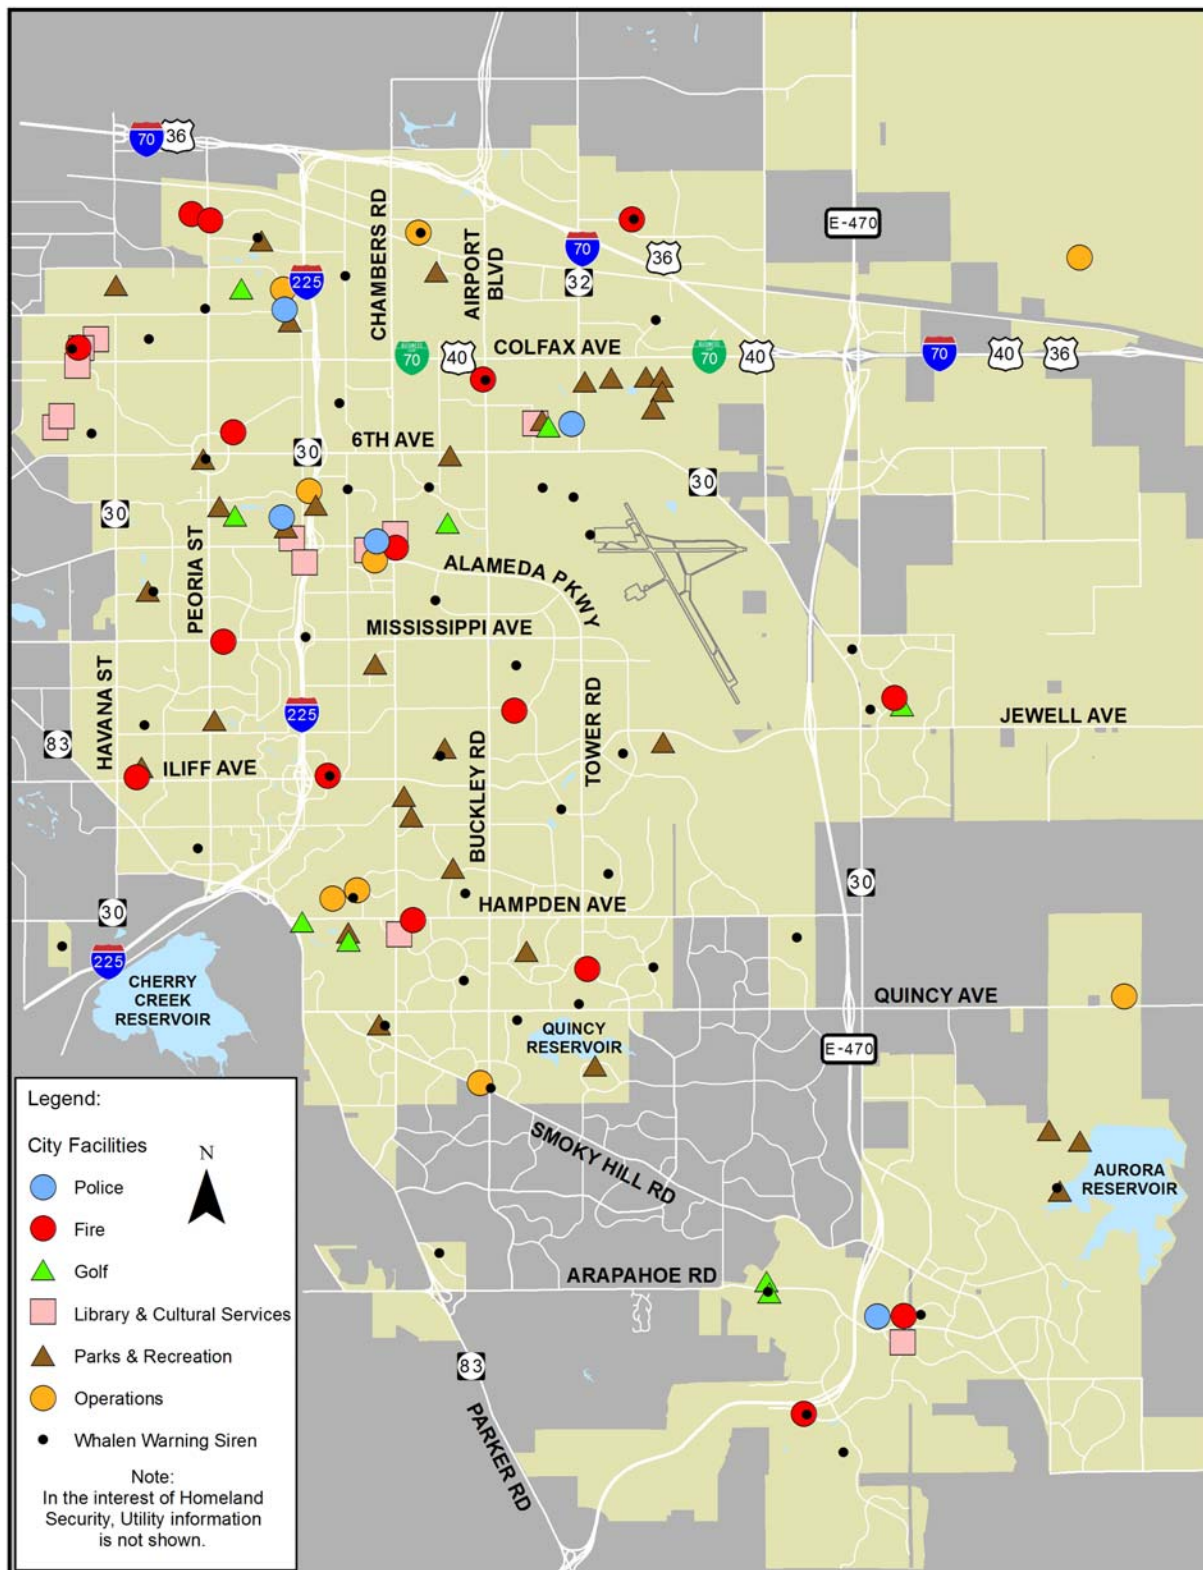 70
36
CHAMBERS RD
AIRPORT
BLVD
E-470
70
36
225
32
COLFAX AVE
BUSINESS
70
40
BUSINESS
70
40
70
40
36
6TH AVE
30
30
30
PEORIA ST
ALAMEDA PKWY
MISSISSIPPI AVE
HAVANA ST
225
83
ILIFF AVE
BUCKLEY RD
TOWER RD
JEWELL AVE
30
HAMPDEN AVE
30
225
CHERRY
CREEK
RESERVOIR
QUINCY AVE
QUINCY
RESERVOIR
E-470
SMOKY HILL RD
AURORA
RESERVOIR
ARAPAHOE RD
83
PARKER RD
Legend:
City Facilities
N
Police
Fire
Golf
Library & Cultural Services
Parks & Recreation
Operations
Whalen Warning Siren
Note:
In the interest of Homeland
Security, Utility information
is not shown.